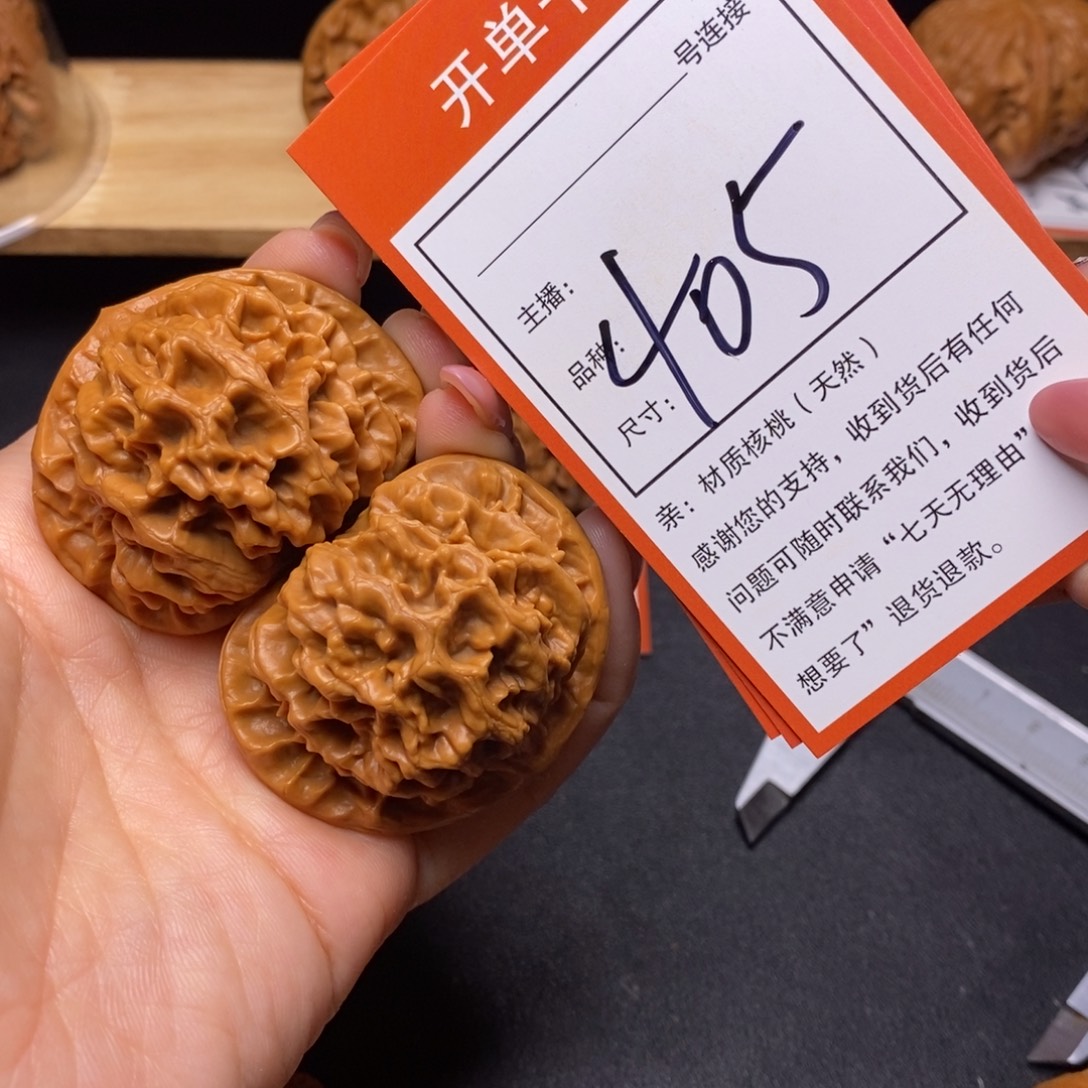 开单卡
号连接
405
主播：
品种：
尺寸：
亲：材质核桃（天然）
感谢您的支持，收到货后有任何
问题可随时联系我们，收到货后
不满意申请“七天无理由”
想要了”退货退款。